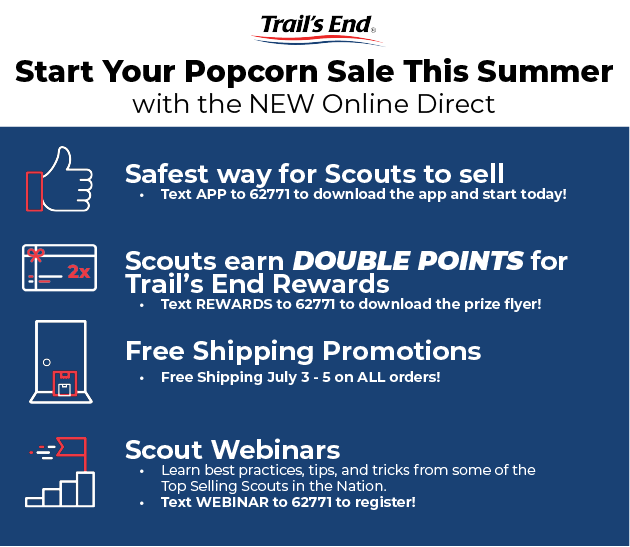 Trail's End®
Start Your Popcorn Sale This Summer
with the NEW Online Direct
Safest way for Scouts to sell
• Text APP to 62771 to download the app and start today!
2x
Scouts earn DOUBLE POINTS for
Trail's End Rewards
• Text REWARDS to 62771 to download the prize flyer!
Free Shipping Promotions
• Free Shipping July 3 - 5 on ALL orders!
Scout Webinars
• Learn best practices, tips, and tricks from some of the
Top Selling Scouts in the Nation.
• Text WEBINAR to 62771 to register!